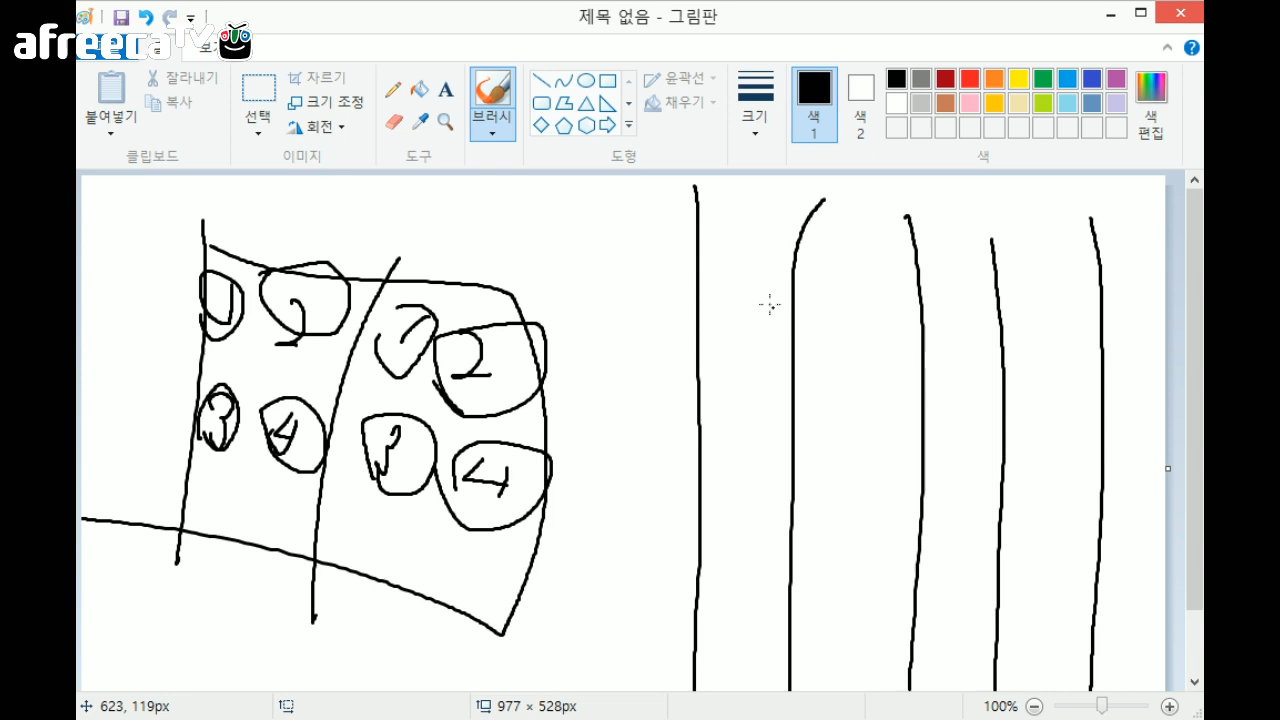 제목 없음 - 그림판
afreecaTV
붙여넣기
잘라내기
복사
클립보드
선택
자르기
크기 조정
회전
이미지
A
도구
브러시
도형
윤곽선
채우기
크기
색
1
색
2
색
편집
색
1 2 1 2
3 4 3 4
623, 119px
977 × 528px
100%